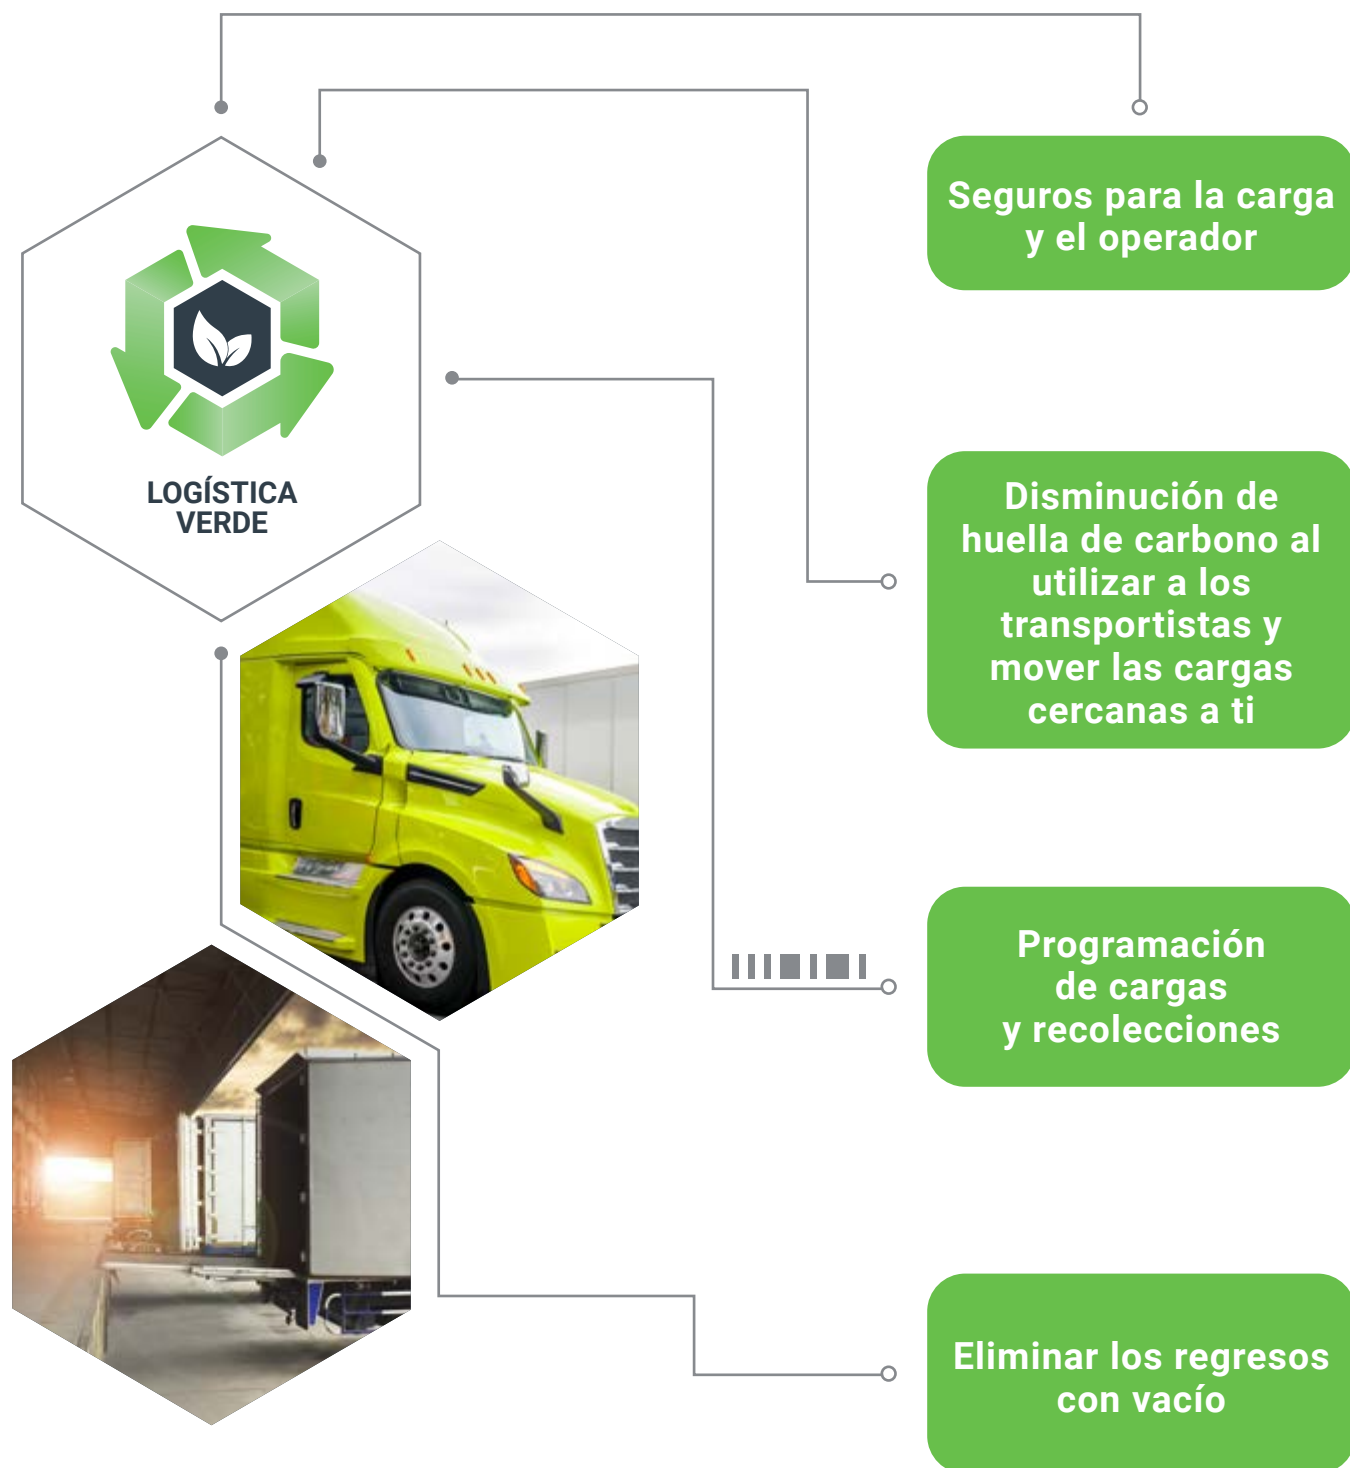 LOGÍSTICA
VERDE
Seguros para la carga
y el operador
Disminución de
huella de carbono al
utilizar a los
transportistas y
mover las cargas
cercanas a ti
Programación
de cargas
y recolecciones
Eliminar los regresos
con vacío